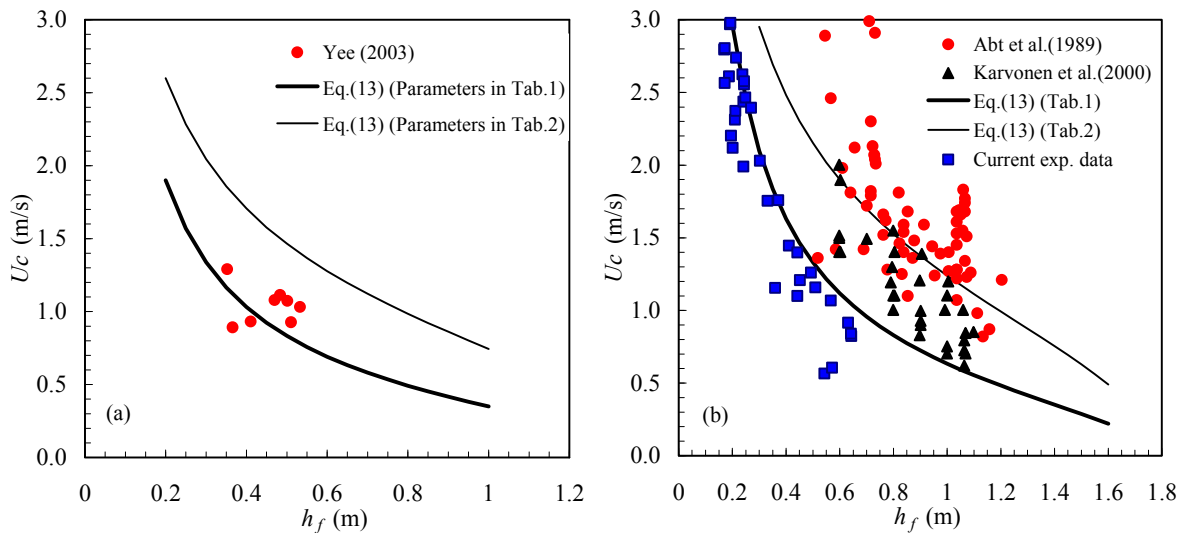 3.0
2.5
2.0
1.5
1.0
0.5
0.0
Uc (m/s)
Yee (2003)
Eq.(13) (Parameters in Tab.1)
Eq.(13) (Parameters in Tab.2)
(a)
0 0.2 0.4 0.6 0.8 1 1.2
h_f (m)
3.0
2.5
2.0
1.5
1.0
0.5
0.0
Uc (m/s)
Abt et al.(1989)
Karvonen et al.(2000)
Eq.(13) (Tab.1)
Eq.(13) (Tab.2)
Current exp. data
(b)
0 0.2 0.4 0.6 0.8 1 1.2 1.4 1.6 1.8
h_f (m)